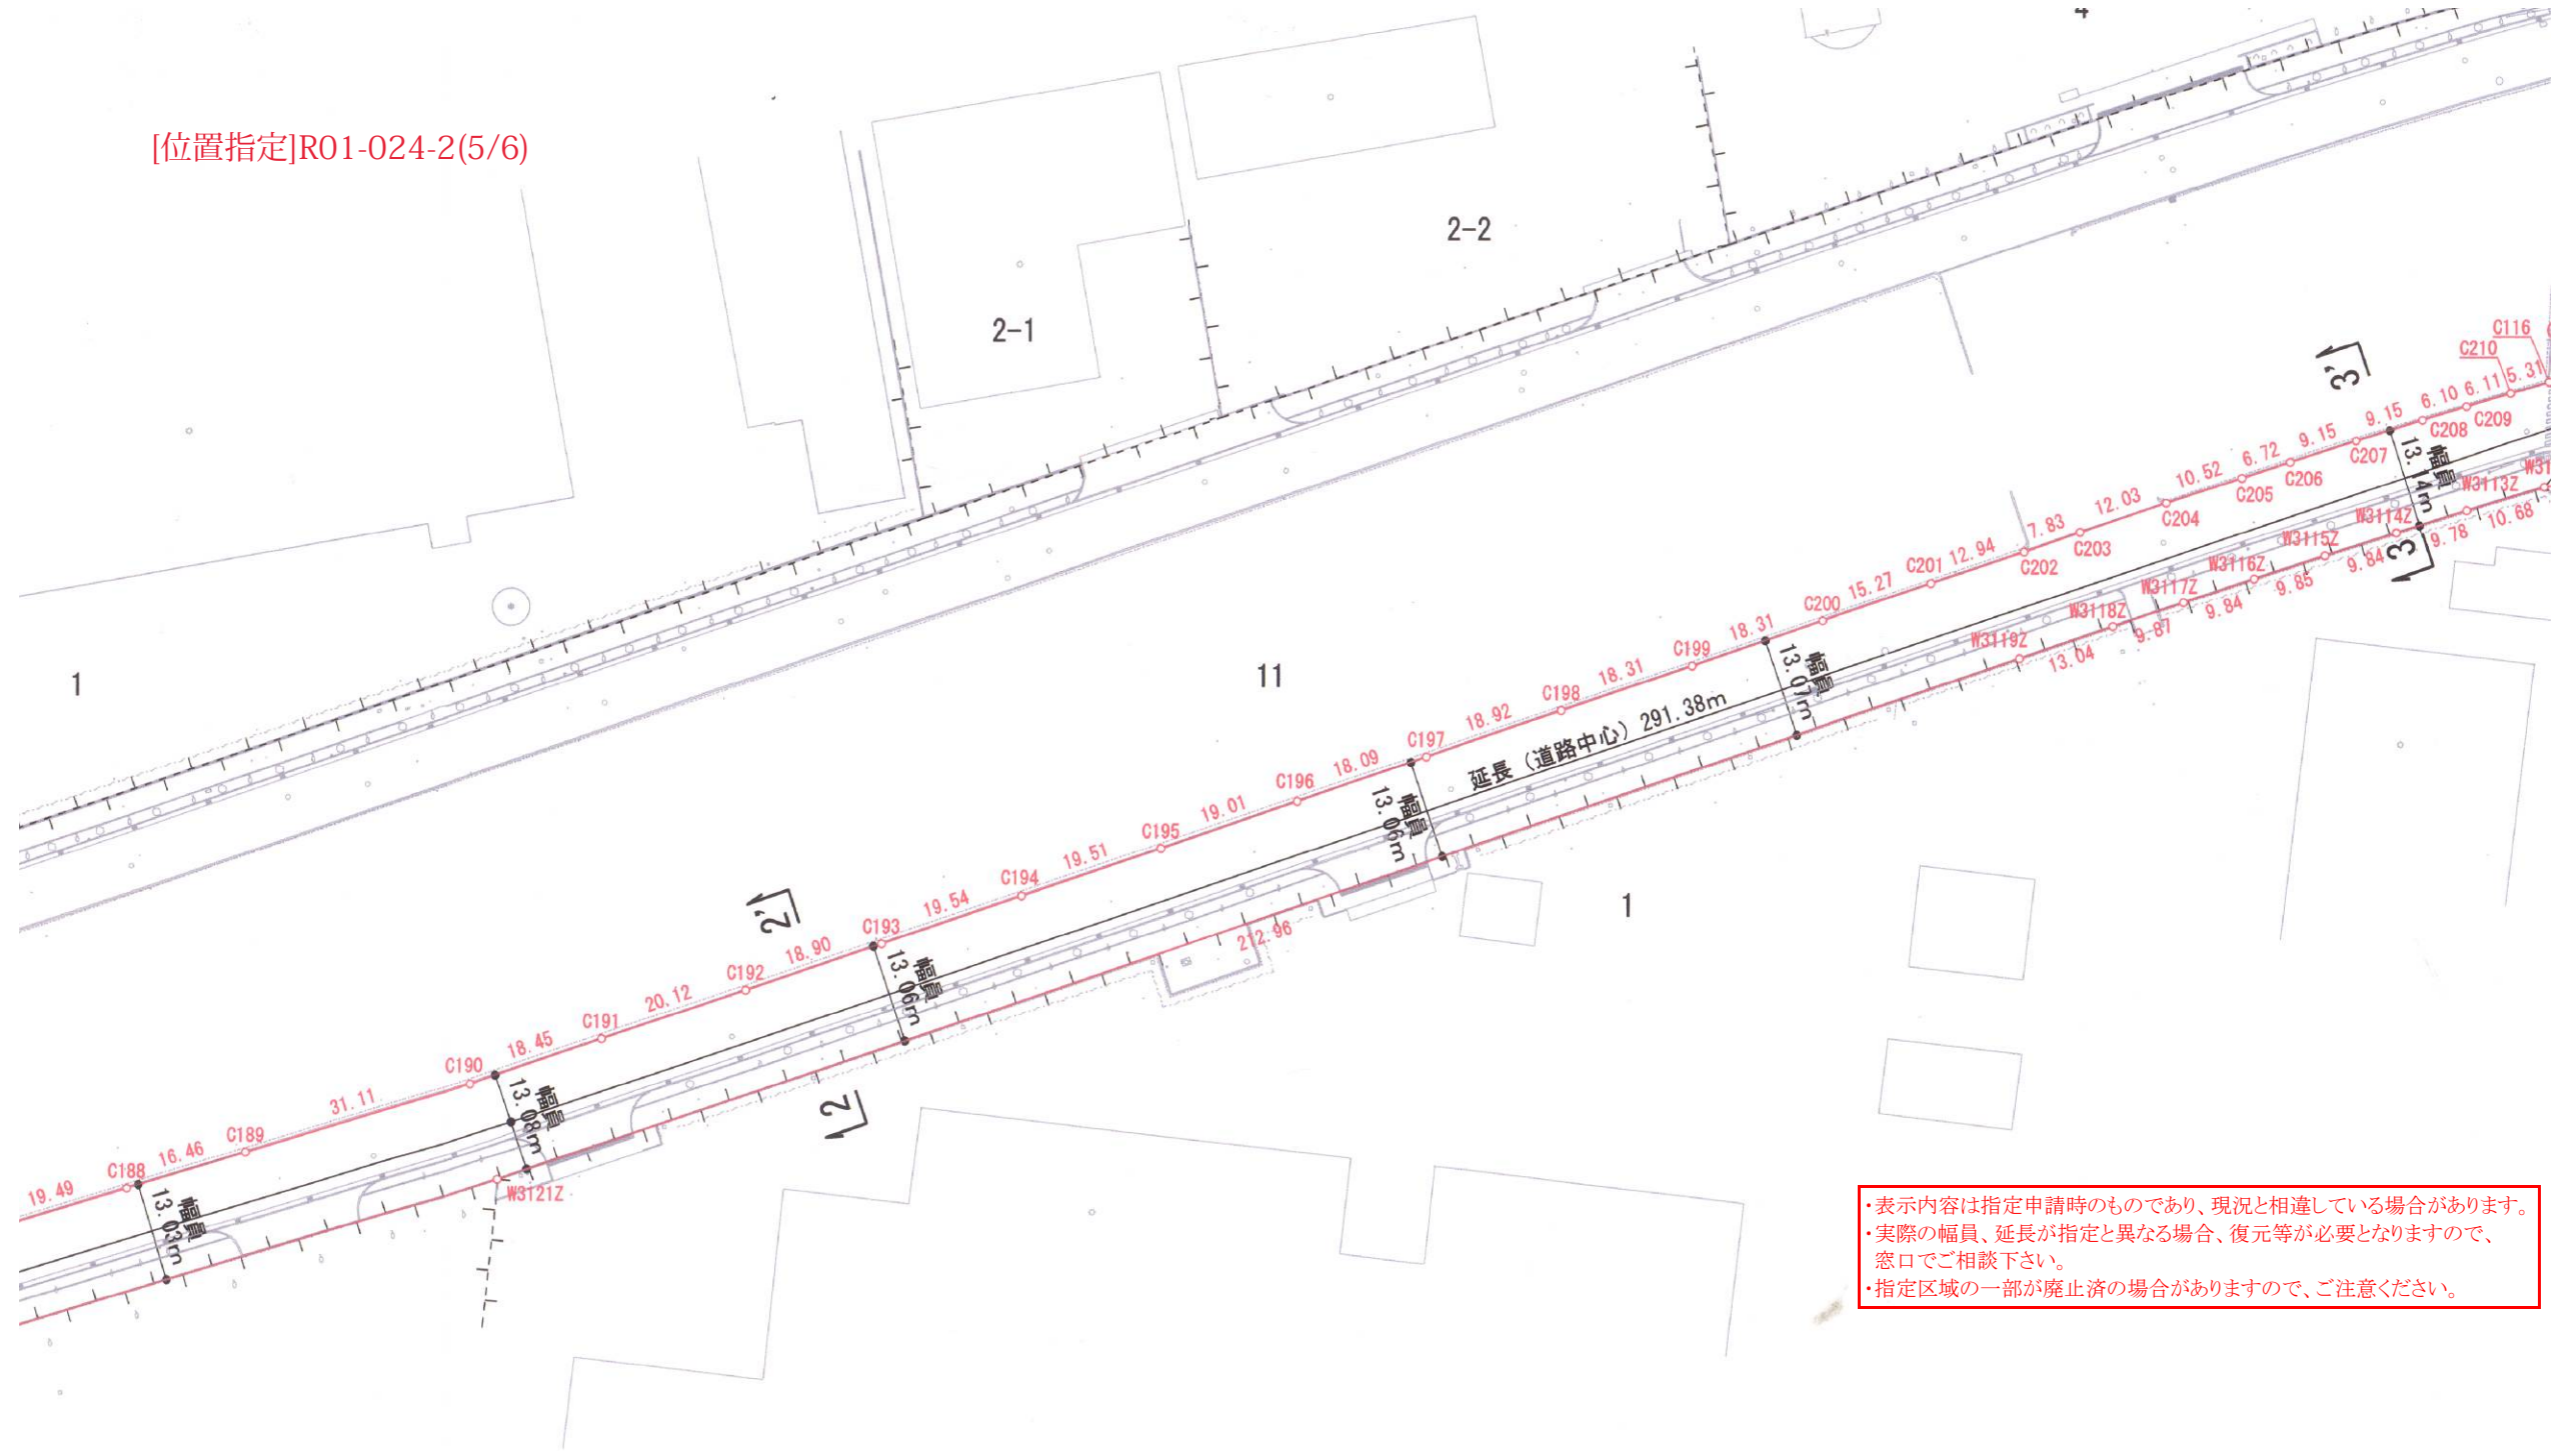 [位置指定]R01-024-2(5/6)
2-1
2-2
1
11
1
C116
C210
5.31
6.11
6.10
C209
C208
9.15
C207
9.15
C206
6.72
C205
10.52
C204
12.03
C203
7.83
C202
12.94
C201
15.27
C200
18.31
C199
18.31
C198
18.92
C197
18.09
C196
19.01
C195
19.51
C194
19.54
C193
18.90
C192
20.12
C191
18.45
C190
31.11
C189
16.46
C188
19.49
3'
3
2'
2
幅員
13.14m
幅員
13.07m
幅員
13.06m
幅員
13.06m
幅員
13.08m
幅員
13.03m
延長（道路中心）291.38m
W3113Z
10.68
9.78
W3114Z
9.84
W3115Z
9.85
W3116Z
9.84
W3117Z
9.87
W3118Z
13.04
W3119Z
212.96
W3121Z
・表示内容は指定申請時のものであり、現況と相違している場合があります。
・実際の幅員、延長が指定と異なる場合、復元等が必要となりますので、
窓口でご相談下さい。
・指定区域の一部が廃止済の場合がありますので、ご注意ください。